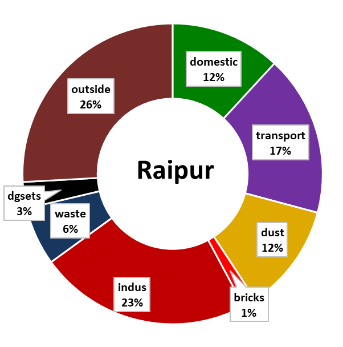 domestic
12%
transport
17%
dust
12%
bricks
1%
indus
23%
waste
6%
dgsets
3%
outside
26%
Raipur